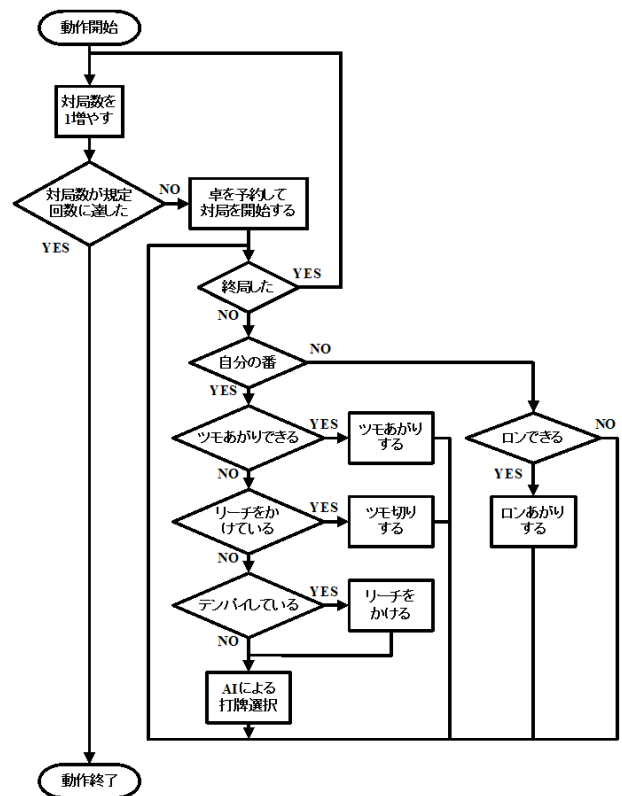 動作開始
対局数を
1増やす
対局数が規定
回数に達した
NO
YES
卓を予約して
対局を開始する
終局した
YES
NO
自分の番
NO
YES
ツモあがりできる
YES
NO
ツモあがり
する
ロンできる
NO
YES
リーチをか
けている
YES
NO
ツモ切り
する
ロンあがり
する
テンパイしている
YES
NO
リーチを
かける
AIによる
打牌選択
動作終了